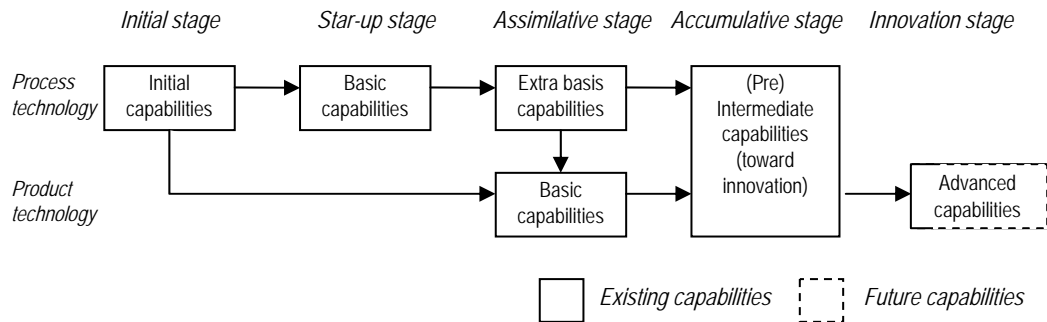 Initial stage
Star-up stage
Assimilative stage
Accumulative stage
Innovation stage
Process
technology
Initial
capabilities
Basic
capabilities
Extra basis
capabilities
(Pre)
Intermediate
capabilities
(toward
innovation)
Product
technology
Basic
capabilities
Advanced
capabilities
Existing capabilities
Future capabilities